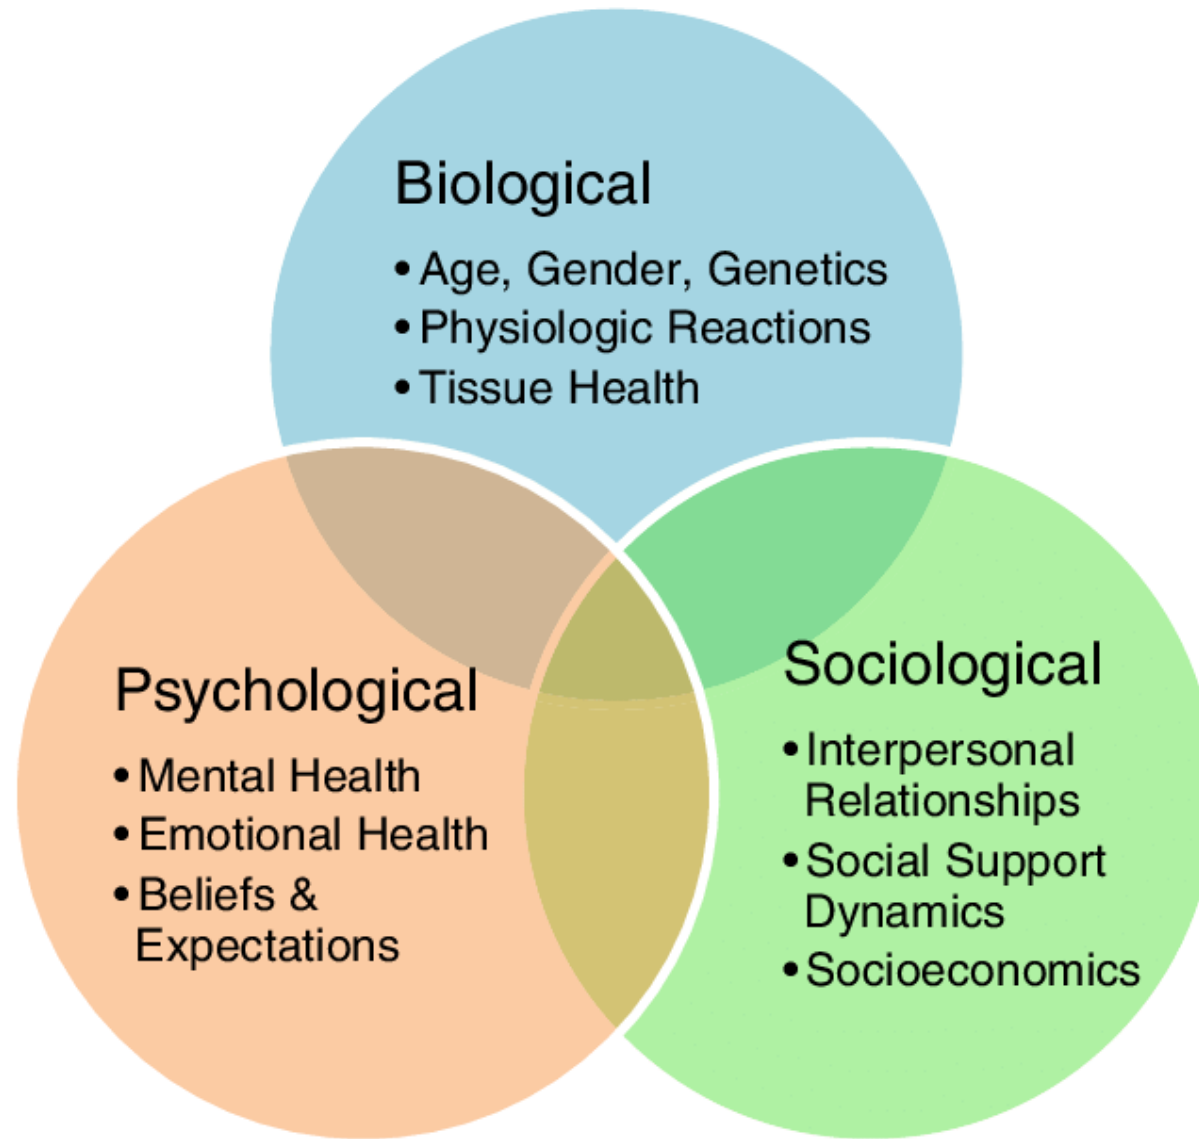 Biological
• Age, Gender, Genetics
• Physiologic Reactions
• Tissue Health
Psychological
• Mental Health
• Emotional Health
• Beliefs &
Expectations
Sociological
• Interpersonal
Relationships
• Social Support
Dynamics
• Socioeconomics